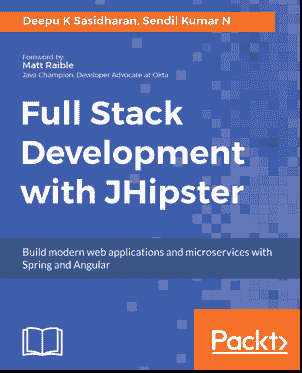 Deepu K Sasidharan, Sendil Kumar N
Foreword by
Matt Raible
Java Champion, Developer Advocate at Okta
Full Stack
Development
with JHipster
Build modern web applications and microservices with
Spring and Angular
Packt>